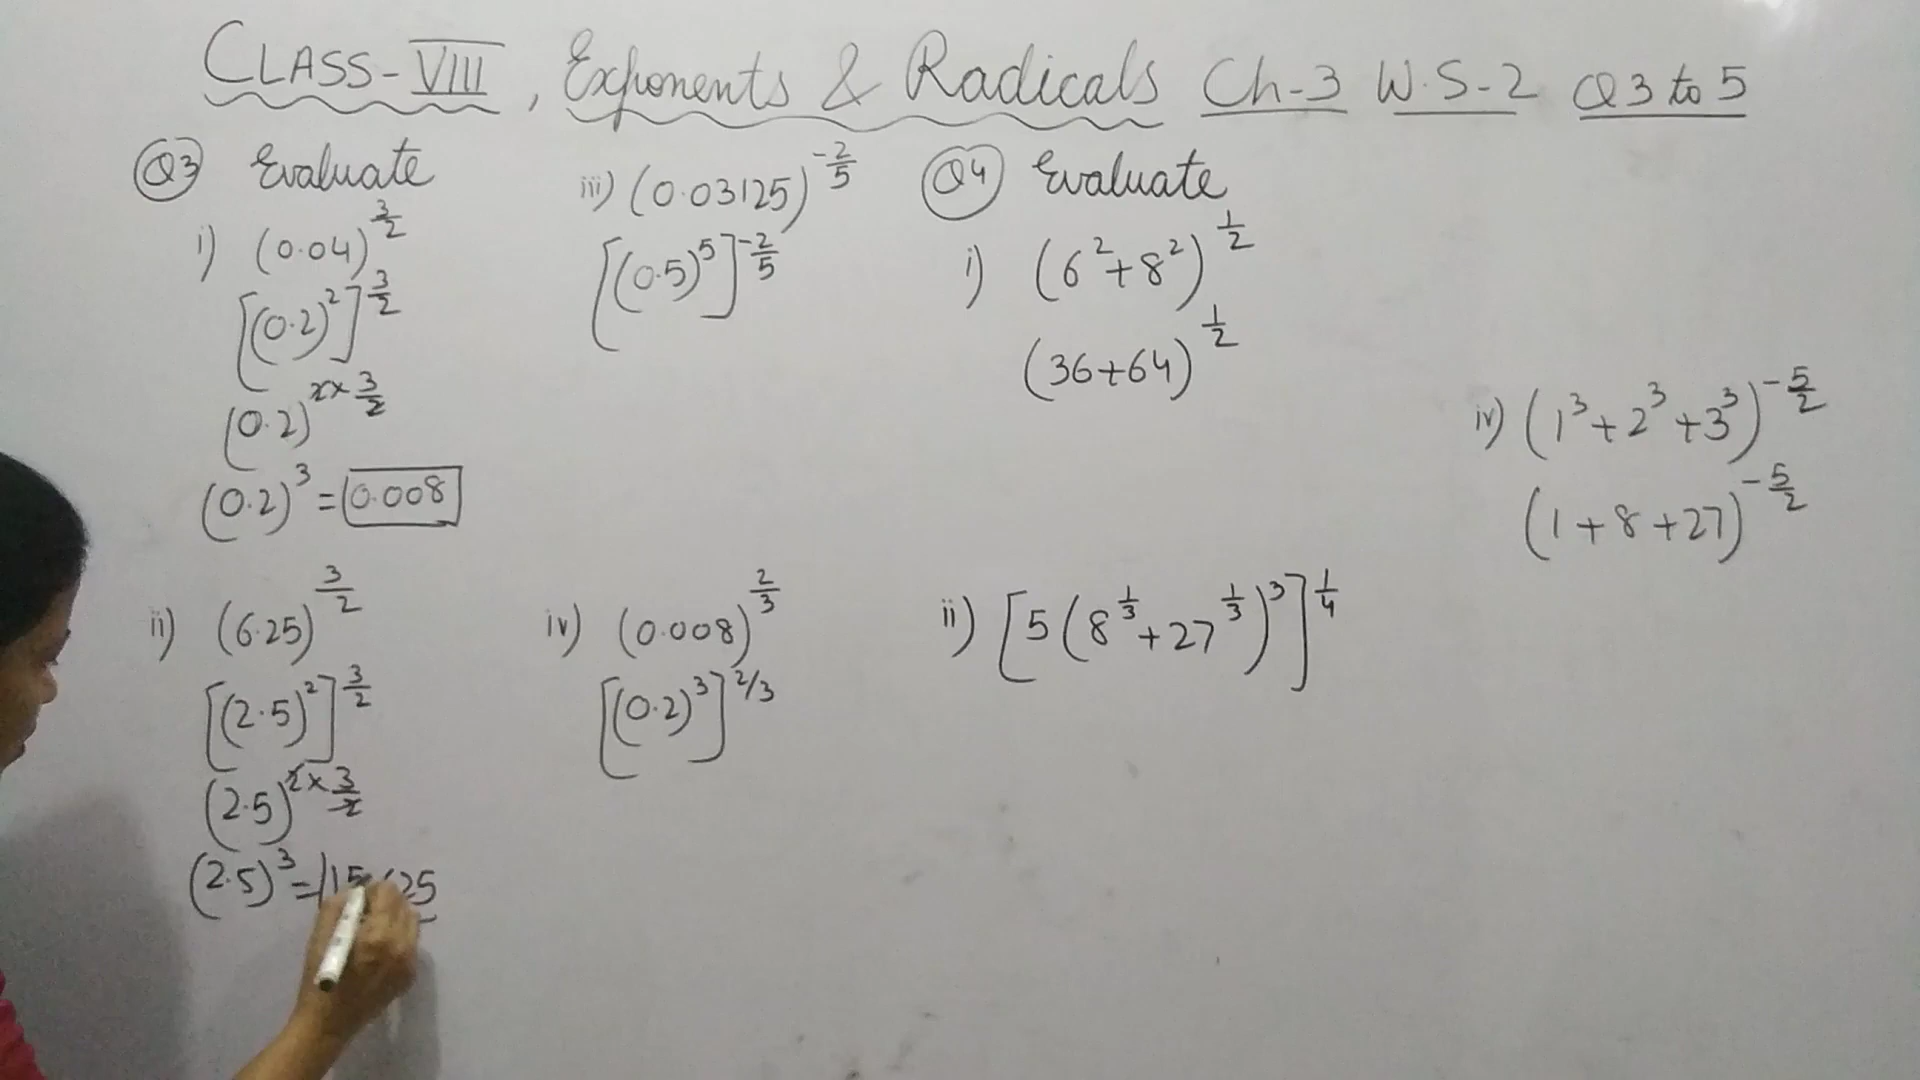 CLASS-VIII, Exponents & Radicals Ch-3 W.S-2 Q3 to 5
Q3 Evaluate
i) (0.04)^{3/2}
[(0.2)^2]^{3/2}
(0.2)^{2×3/2}
(0.2)^3 = 0.008
ii) (6.25)^{3/2}
[(2.5)^2]^{3/2}
(2.5)^{2×3/2}
(2.5)^3 =
iii) (0.03125)^{-2/5}
[(0.5)^5]^{-2/5}
iv) (0.008)^{2/3}
[(0.2)^3]^{2/3}
Q4 Evaluate
i) (6^2+8^2)^{1/2}
(36+64)^{1/2}
ii) [5(8^{1/3}+27^{1/3})^3]^{1/4}
iv) (1^3+2^3+3^3)^{-5/2}
(1+8+27)^{-5/2}